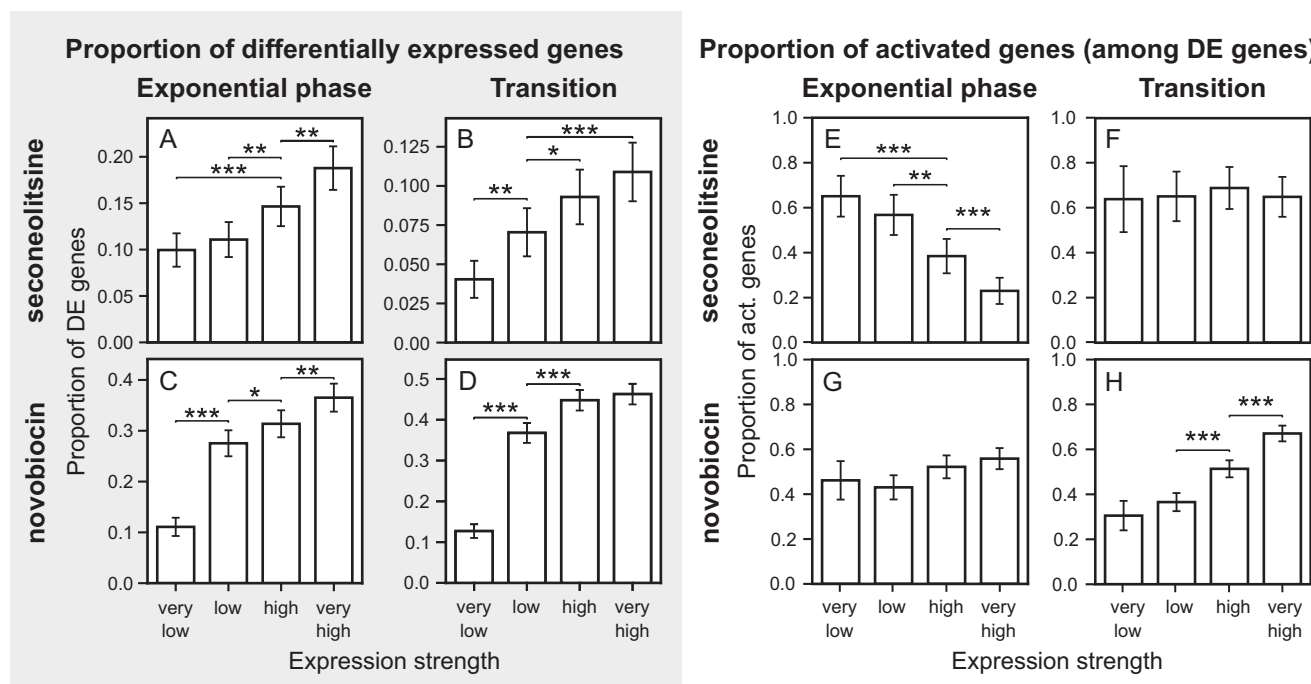 Proportion of differentially expressed genes
Exponential phase
Transition
Proportion of activated genes (among DE genes)
Exponential phase
Transition
seconeolitsine
novobiocin
Proportion of DE genes
A
0.20
0.15
0.10
0.05
0.00
***
**
**
B
0.125
0.100
0.075
0.050
0.025
0.00
**
*
***
C
0.4
0.3
0.2
0.1
0.0
***
*
**
very low
low
high
very high
D
0.5
0.4
0.3
0.2
0.1
0.0
***
***
very low
low
high
very high
Expression strength
seconeolitsine
novobiocin
Proportion of act. genes
E
1.0
0.8
0.6
0.4
0.2
0.0
***
**
***
F
1.0
0.8
0.6
0.4
0.2
0.0
G
1.0
0.8
0.6
0.4
0.2
0.0
very low
low
high
very high
H
1.0
0.8
0.6
0.4
0.2
0.0
***
***
very low
low
high
very high
Expression strength